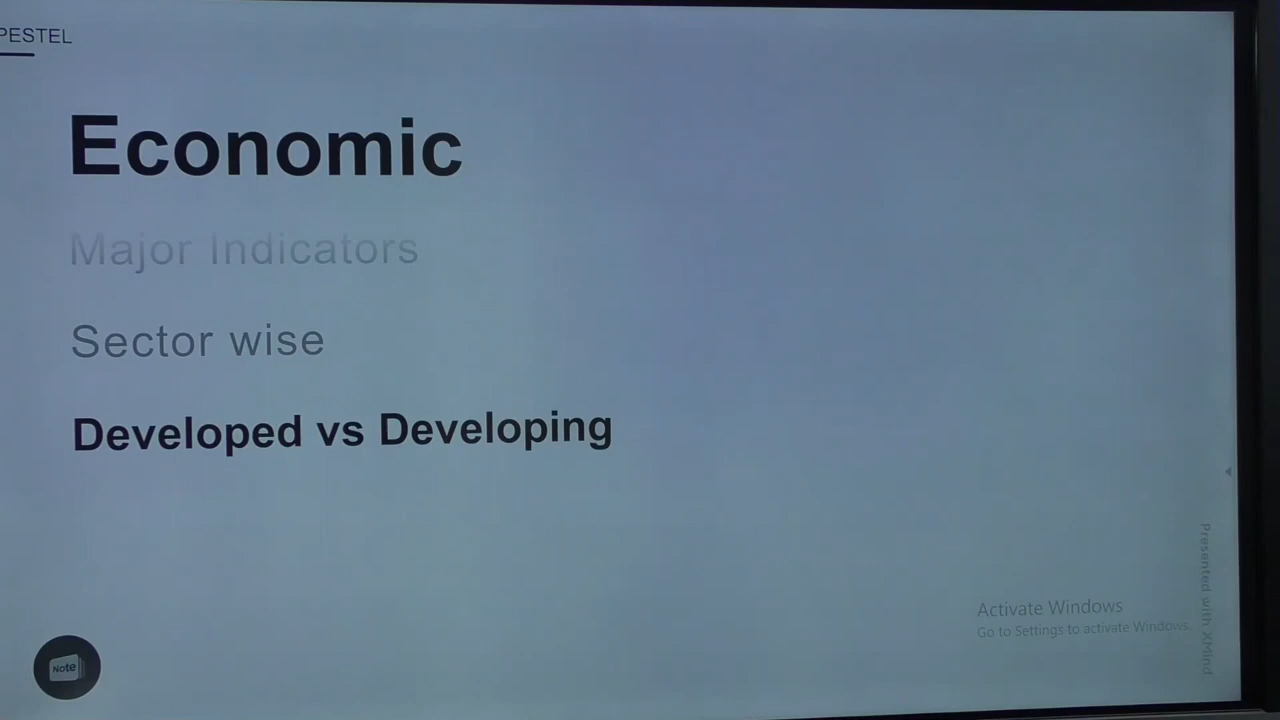 PESTEL
Economic
Major Indicators
Sector wise
Developed vs Developing
Activate Windows
Go to Settings to activate Windows.
Presented with XMind
Note